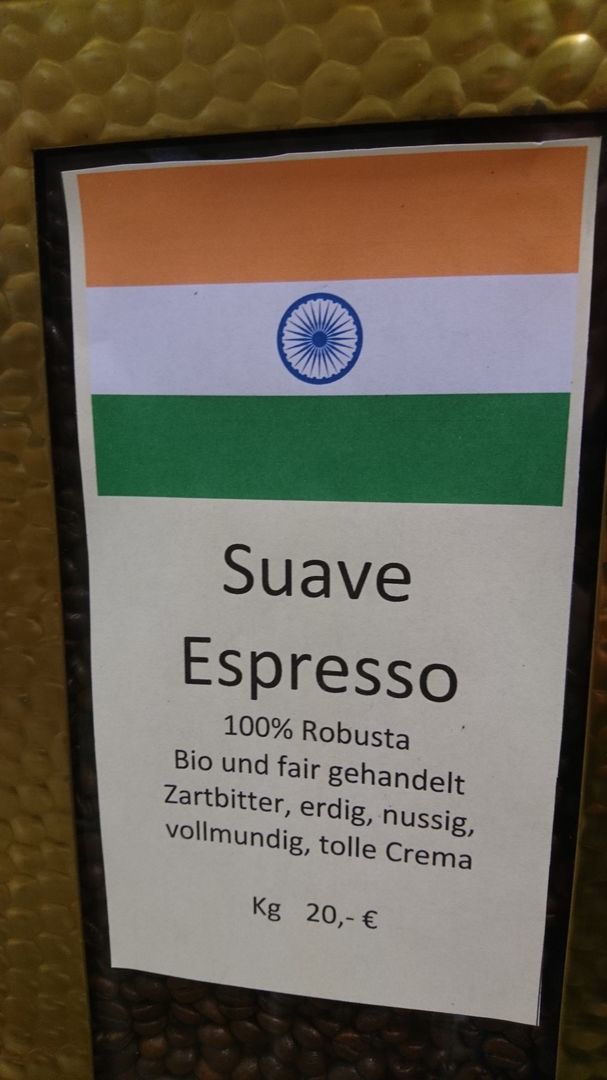 Suave
Espresso
100% Robusta
Bio und fair gehandelt
Zartbitter, erdig, nussig,
vollmundig, tolle Crema
Kg 20,- €